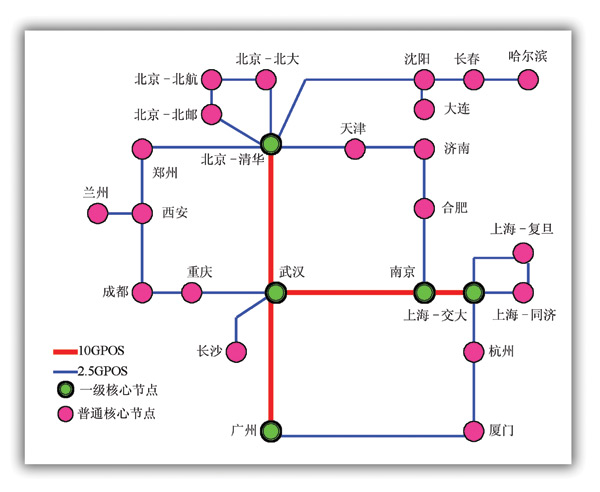 哈尔滨
沈阳
长春
北京-北大
北京-北航
大连
北京-北邮
天津
济南
北京-清华
郑州
兰州
西安
合肥
上海-复旦
重庆
武汉
南京
成都
上海-交大
上海-同济
长沙
杭州
10GPOS
2.5GPOS
一级核心节点
普通核心节点
广州
厦门